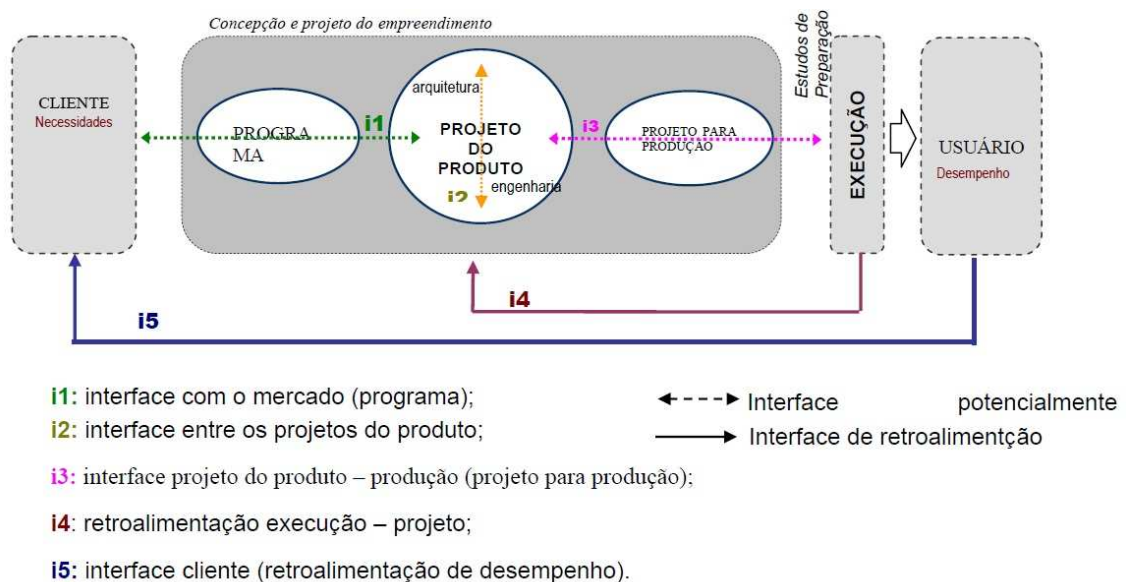 Concepção e projeto do empreendimento
CLIENTE
Necessidades
PROGRA
MA
i1
arquitetura
PROJETO
DO
PRODUTO
engenharia
i2
i3
PROJETO PARA
PRODUÇÃO
Estudos de
Preparação
EXECUÇÃO
USUÁRIO
Desempenho
i4
i5
i1: interface com o mercado (programa);
i2: interface entre os projetos do produto;
i3: interface projeto do produto – produção (projeto para produção);
i4: retroalimentação execução – projeto;
i5: interface cliente (retroalimentação de desempenho).
Interface potencialmente
Interface de retroalimentção